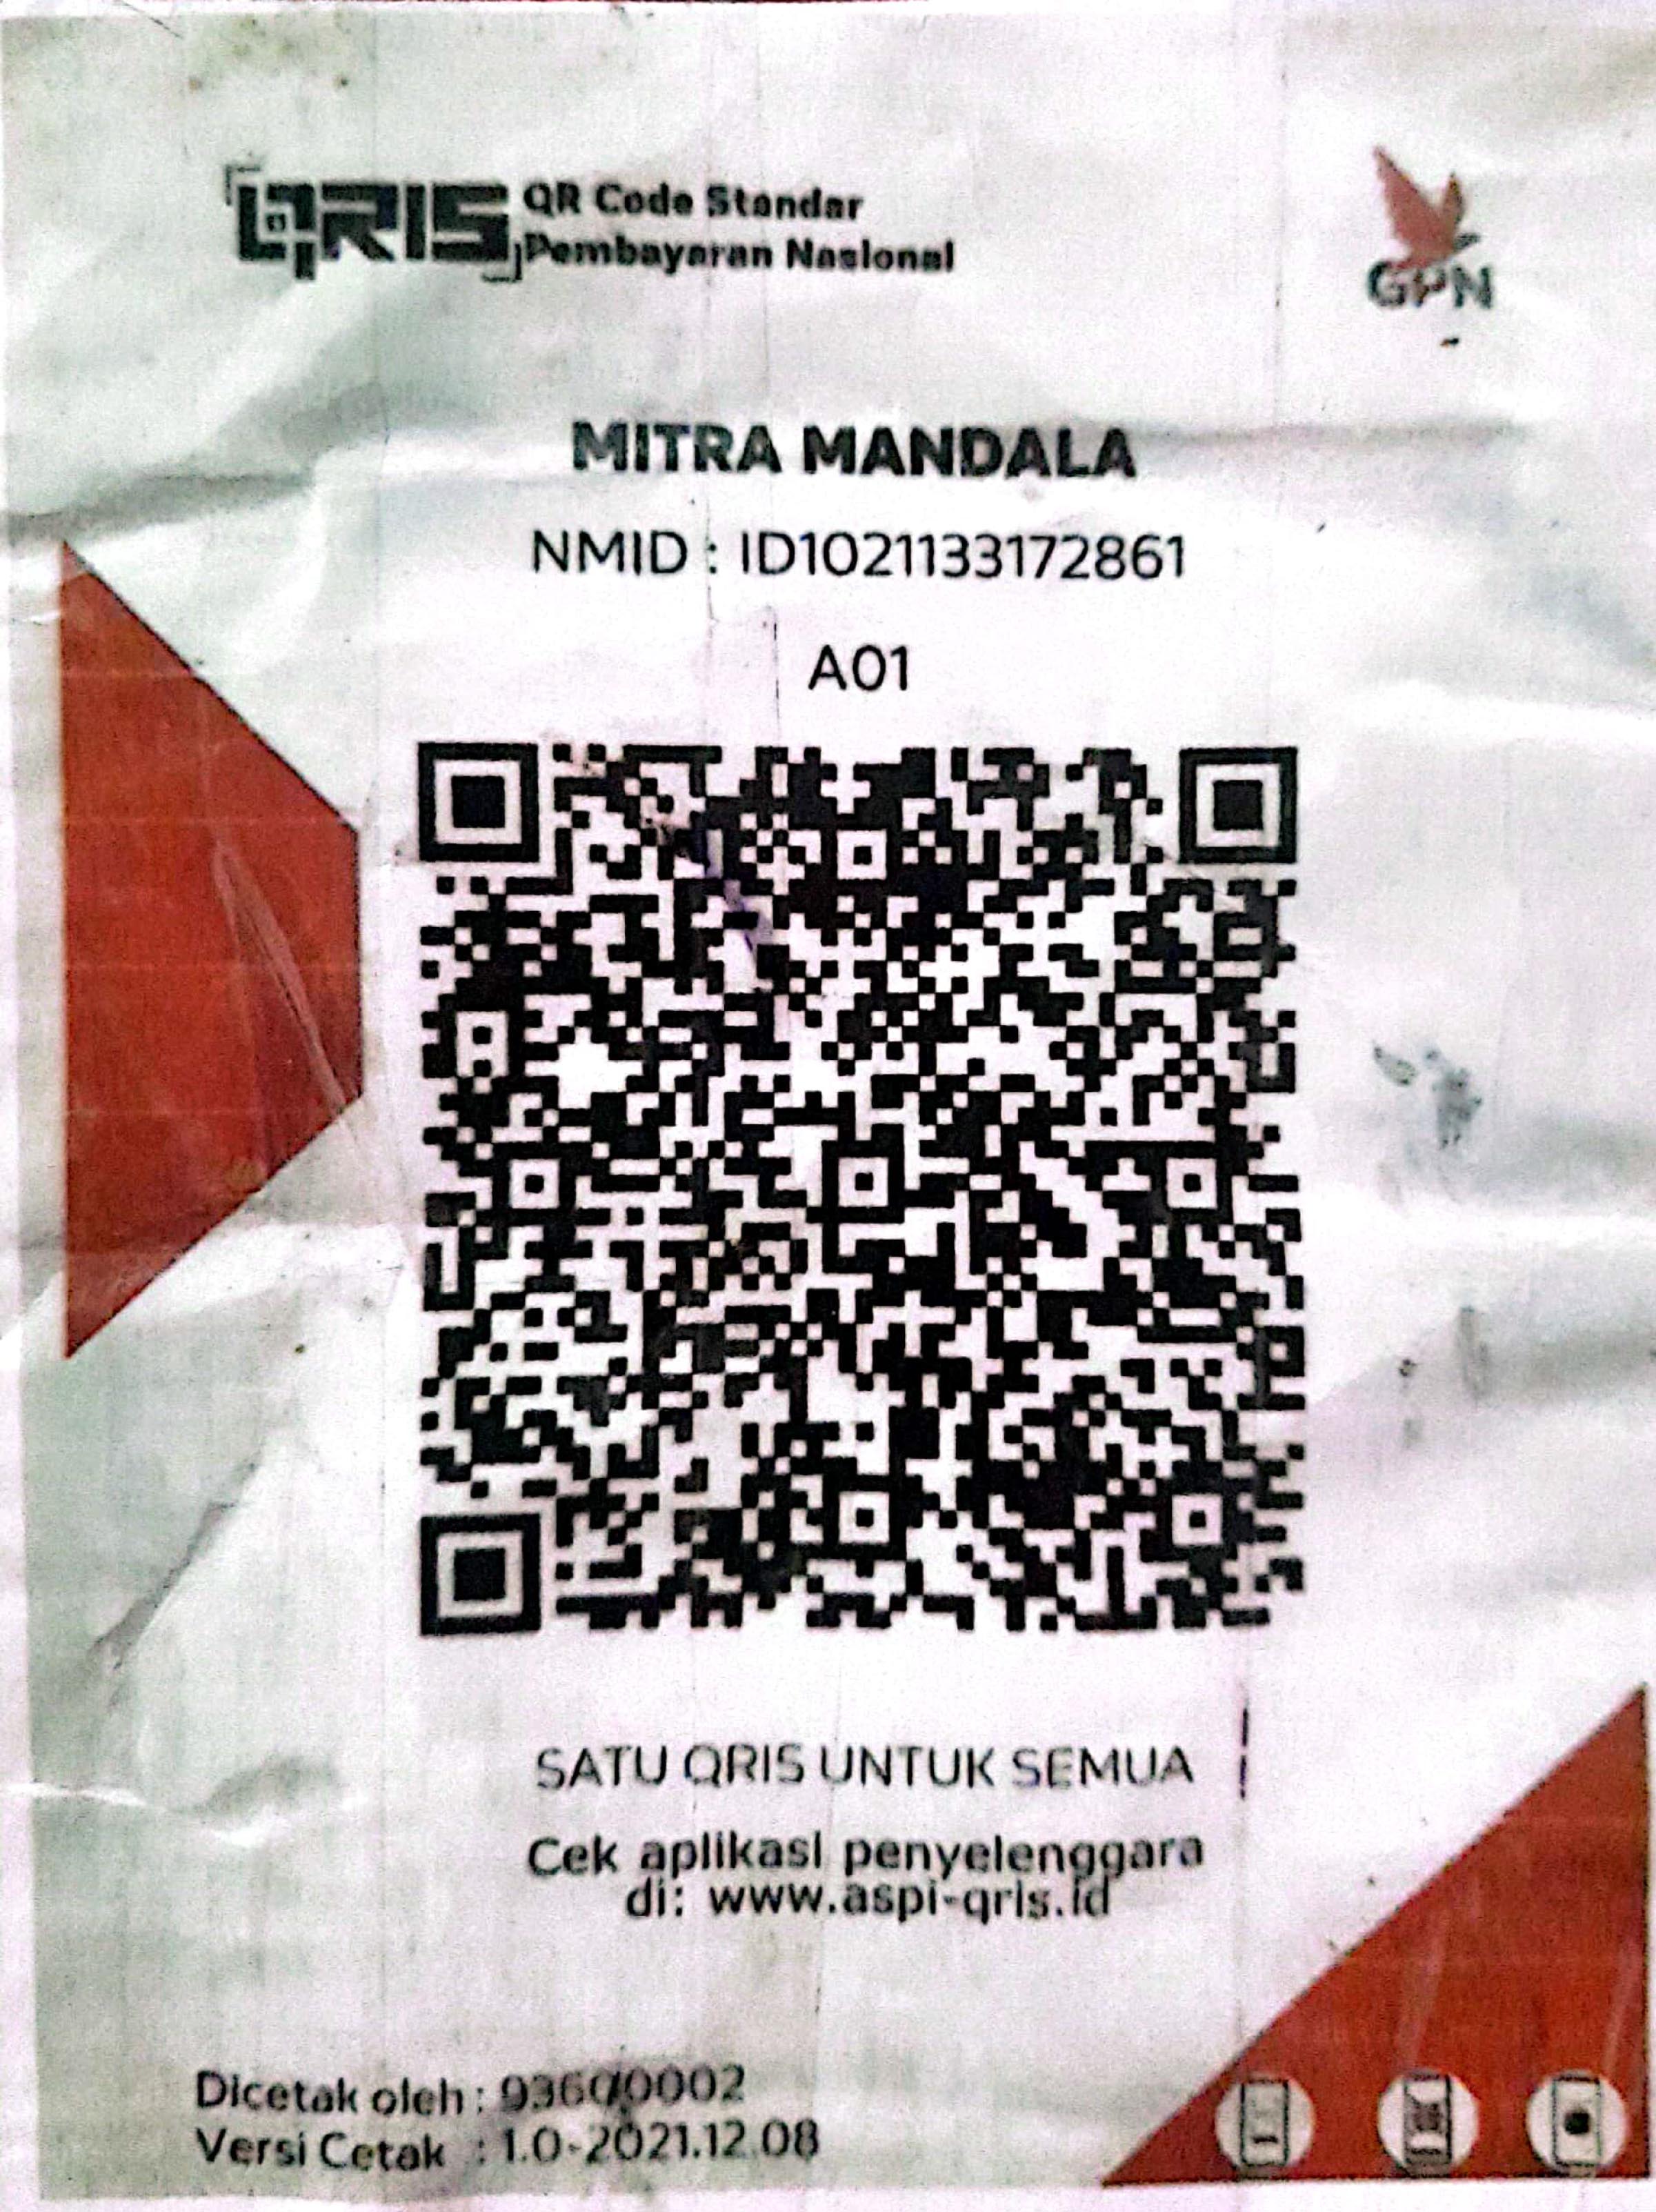 QRIS QR Code Standar
Pembayaran Nasional
GPN
MITRA MANDALA
NMID : ID1021133172861
A01
SATU QRIS UNTUK SEMUA
Cek aplikasi penyelenggara
di: www.aspi-qris.id
Dicetak oleh : 93600002
Versi Cetak : 1.0-2021.12.08